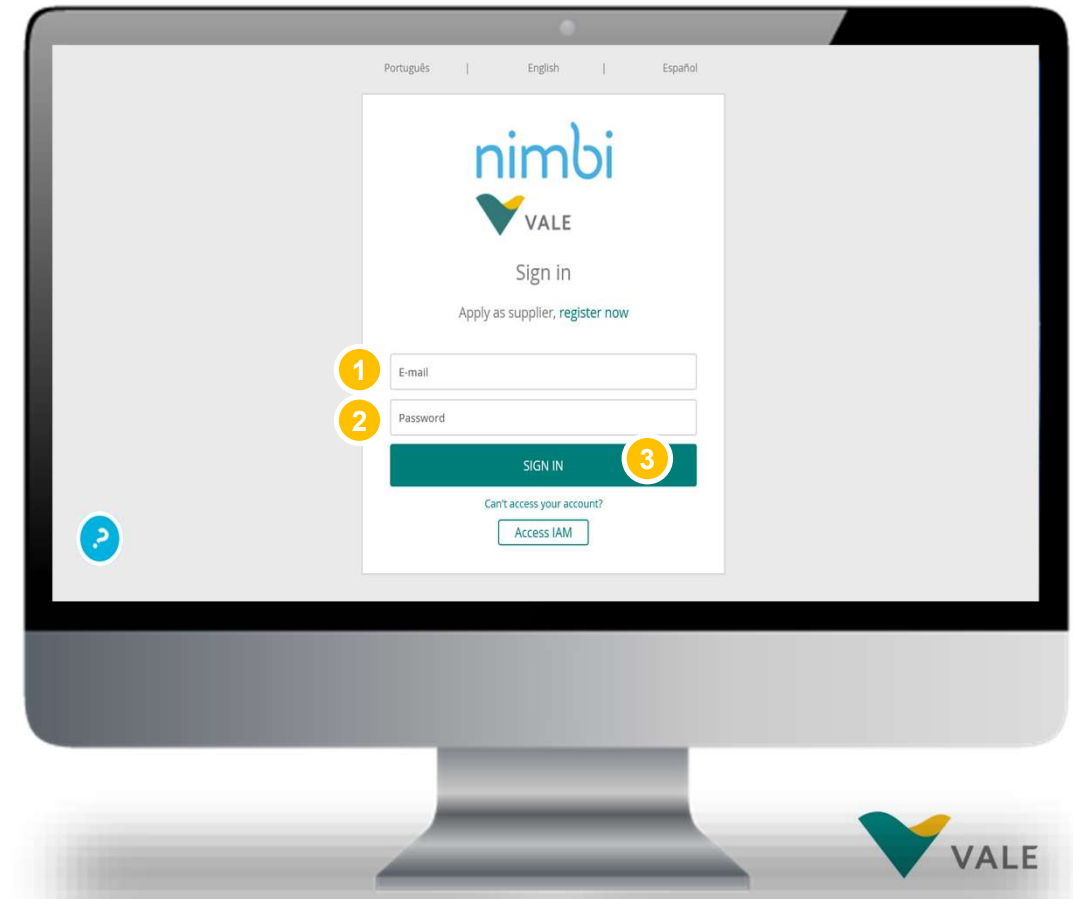 Português | English | Español
nimbi
VALE
Sign in
Apply as supplier, register now
1 E-mail
2 Password
SIGN IN 3
Can't access your account?
?
Access IAM
VALE